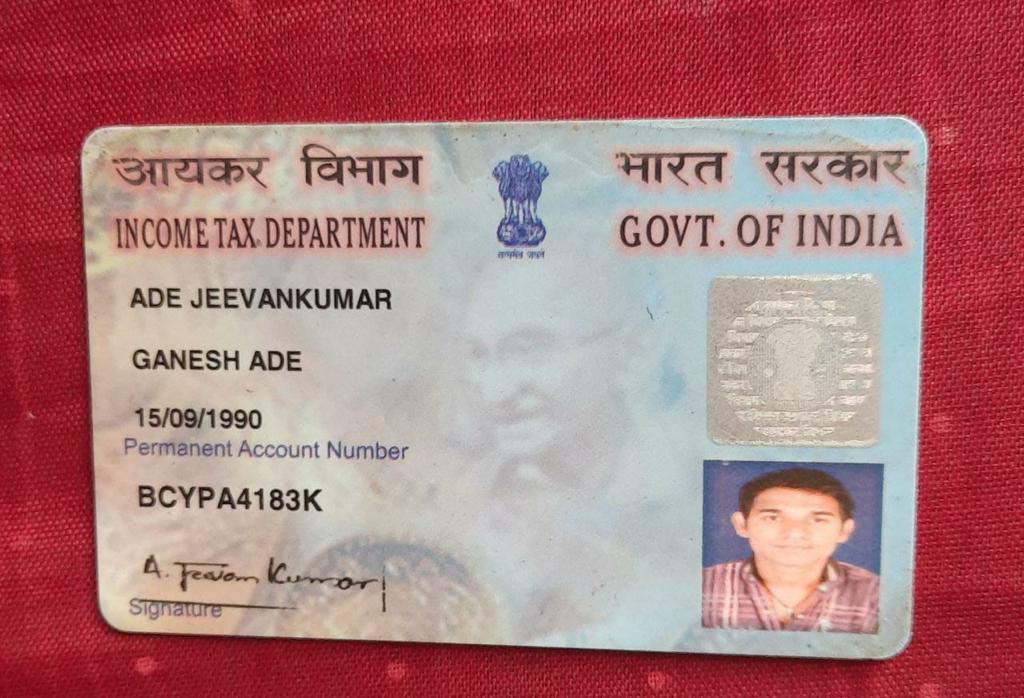 आयकर विभाग
भारत सरकार
INCOME TAX DEPARTMENT
GOVT. OF INDIA
सत्यमेव जयते
ADE JEEVANKUMAR
GANESH ADE
15/09/1990
Permanent Account Number
BCYPA4183K
A. Jeevan Kumar
Signature